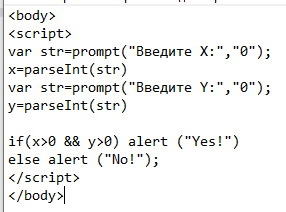 <body>
<script>
var str=prompt("Введите X:","0");
x=parseInt(str)
var str=prompt("Введите Y:","0");
y=parseInt(str)

if(x>0 && y>0) alert ("Yes!")
else alert ("No!");
</script>
</body>